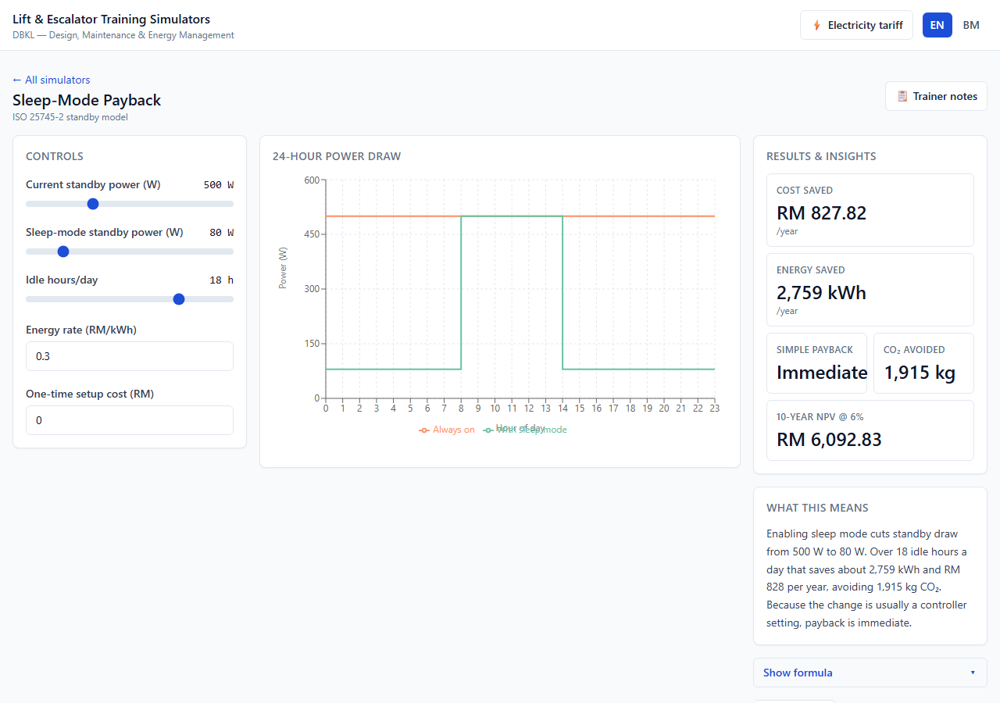 Lift & Escalator Training Simulators
DBKL — Design, Maintenance & Energy Management
Electricity tariff
EN
BM
← All simulators
Sleep-Mode Payback
ISO 25745-2 standby model
Trainer notes
CONTROLS
Current standby power (W)
500 W
Sleep-mode standby power (W)
80 W
Idle hours/day
18 h
Energy rate (RM/kWh)
0.3
One-time setup cost (RM)
0
24-HOUR POWER DRAW
600
450
300
150
0
Power (W)
0 1 2 3 4 5 6 7 8 9 10 11 12 13 14 15 16 17 18 19 20 21 22 23
Hour of day
Always on
With sleep mode
RESULTS & INSIGHTS
COST SAVED
RM 827.82
/year
ENERGY SAVED
2,759 kWh
/year
SIMPLE PAYBACK
Immediate
CO₂ AVOIDED
1,915 kg
10-YEAR NPV @ 6%
RM 6,092.83
WHAT THIS MEANS
Enabling sleep mode cuts standby draw
from 500 W to 80 W. Over 18 idle hours a
day that saves about 2,759 kWh and RM
828 per year, avoiding 1,915 kg CO₂.
Because the change is usually a controller
setting, payback is immediate.
Show formula